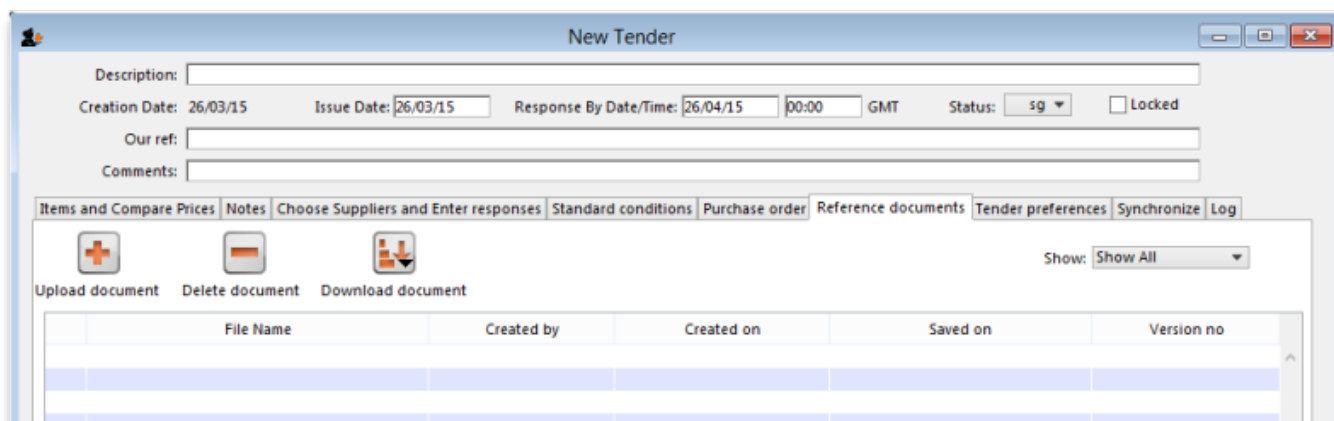 New Tender
Description:
Creation Date: 26/03/15 Issue Date: 26/03/15 Response By Date/Time: 26/04/15 00:00 GMT Status: sg Locked
Our ref:
Comments:
Items and Compare Prices Notes Choose Suppliers and Enter responses Standard conditions Purchase order Reference documents Tender preferences Synchronize Log
Show: Show All
Upload document Delete document Download document
File Name Created by Created on Saved on Version no